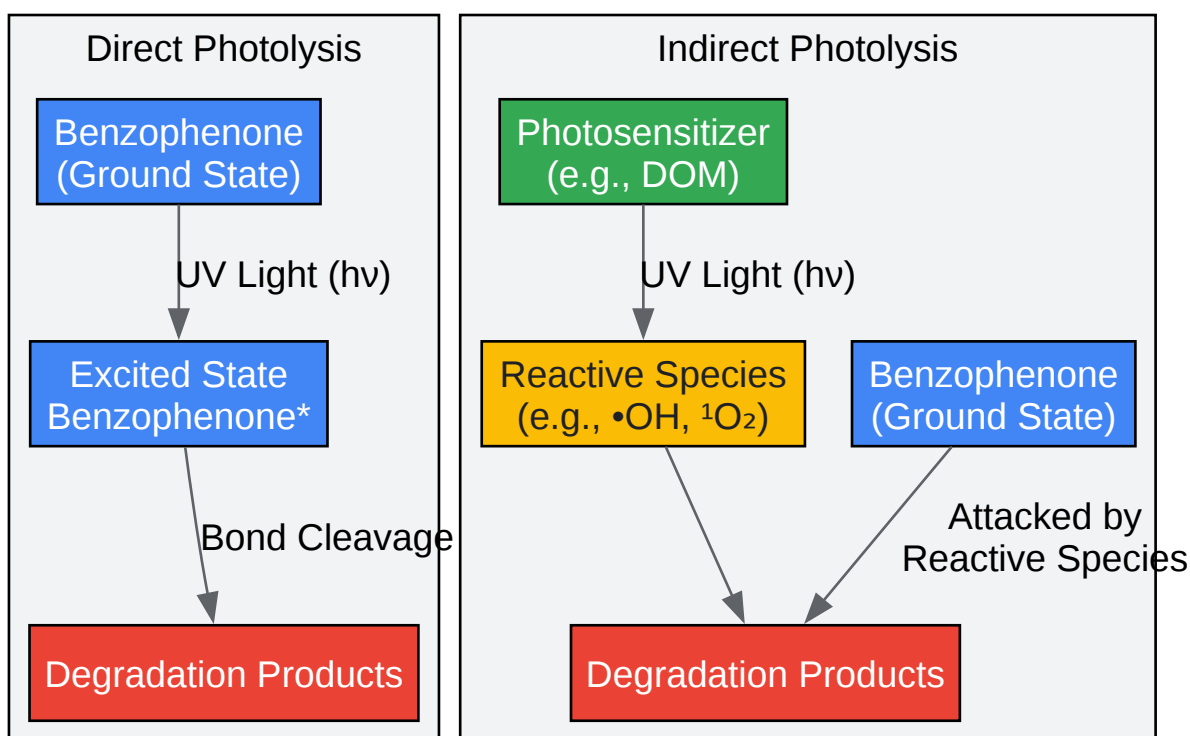 Direct Photolysis
Benzophenone
(Ground State)
UV Light (hν)
Excited State
Benzophenone*
Bond Cleavage
Degradation Products
Indirect Photolysis
Photosensitizer
(e.g., DOM)
UV Light (hν)
Reactive Species
(e.g., •OH, ¹O₂)
Benzophenone
(Ground State)
Attacked by
Reactive Species
Degradation Products